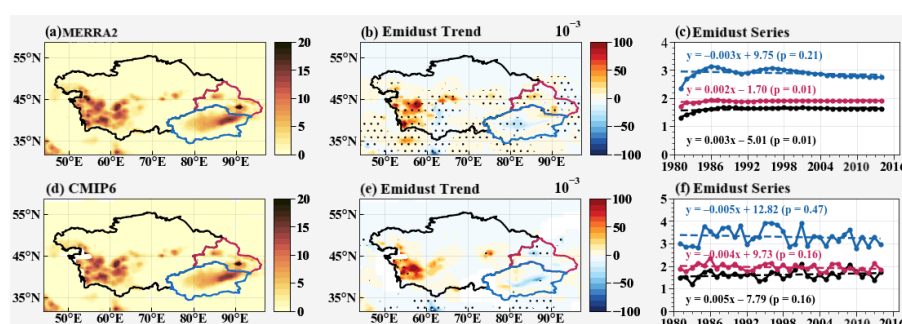 (a) MERRA2
(b) Emidust Trend
10⁻³
(c) Emidust Series
55°N
45°N
35°N
50°E 60°E 70°E 80°E 90°E
20
15
10
5
0
55°N
45°N
35°N
50°E 60°E 70°E 80°E 90°E
100
50
0
−50
−100
4
3
2
1
0
y = −0.003x + 9.75 (p = 0.21)
y = 0.002x − 1.70 (p = 0.01)
y = 0.003x − 5.01 (p = 0.01)
1980 1986 1992 1998 2004 2010 2016
(d) CMIP6
(e) Emidust Trend
10⁻³
(f) Emidust Series
55°N
45°N
35°N
50°E 60°E 70°E 80°E 90°E
20
15
10
5
0
55°N
45°N
35°N
50°E 60°E 70°E 80°E 90°E
100
50
0
−50
−100
5
4
3
2
1
0
y = −0.005x + 12.82 (p = 0.47)
y = −0.004x + 9.73 (p = 0.16)
y = 0.005x − 7.79 (p = 0.16)
1980 1986 1992 1998 2004 2010 2016